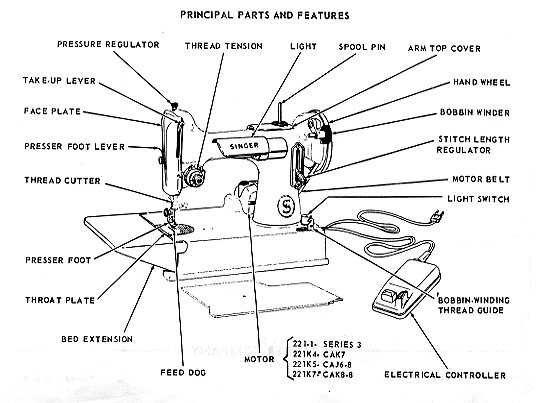 PRINCIPAL PARTS AND FEATURES
PRESSURE REGULATOR
THREAD TENSION
LIGHT
SPOOL PIN
ARM TOP COVER
TAKE-UP LEVER
HAND WHEEL
FACE PLATE
BOBBIN WINDER
PRESSER FOOT LEVER
SINGER
STITCH LENGTH
REGULATOR
THREAD CUTTER
MOTOR BELT
LIGHT SWITCH
S
PRESSER FOOT
THROAT PLATE
BOBBIN-WINDING
THREAD GUIDE
BED EXTENSION
FEED DOG
MOTOR
221-1- SERIES 3
221K4- CAK7
221K5- CAJ6-8
221K7- CAK8-8
ELECTRICAL CONTROLLER